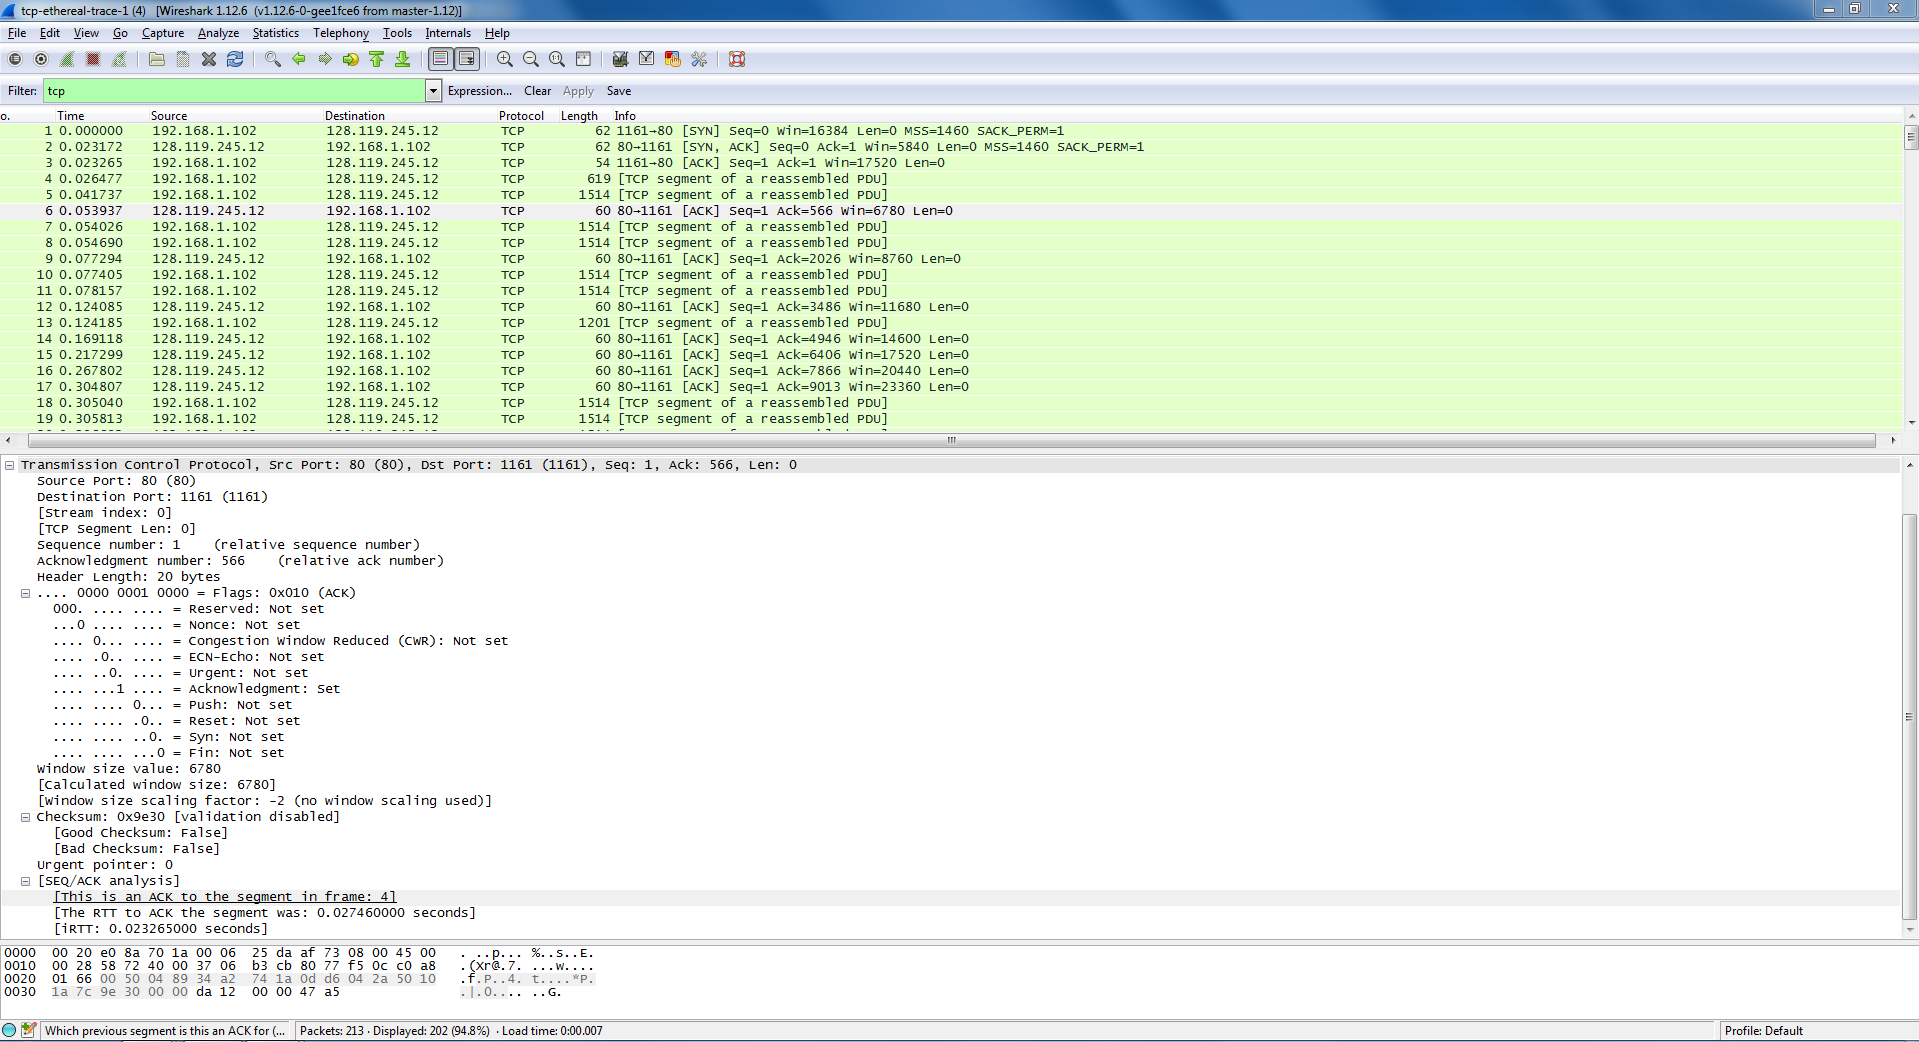 tcp-ethereal-trace-1 (4)   [Wireshark 1.12.6  (v1.12.6-0-gee1fce6 from master-1.12)]
File Edit View Go Capture Analyze Statistics Telephony Tools Internals Help
Filter: tcp Expression... Clear Apply Save
o. Time Source Destination Protocol Length Info
1 0.000000 192.168.1.102 128.119.245.12 TCP 62 1161→80 [SYN] Seq=0 Win=16384 Len=0 MSS=1460 SACK_PERM=1
2 0.023172 128.119.245.12 192.168.1.102 TCP 62 80→1161 [SYN, ACK] Seq=0 Ack=1 Win=5840 Len=0 MSS=1460 SACK_PERM=1
3 0.023265 192.168.1.102 128.119.245.12 TCP 54 1161→80 [ACK] Seq=1 Ack=1 Win=17520 Len=0
4 0.026477 192.168.1.102 128.119.245.12 TCP 619 [TCP segment of a reassembled PDU]
5 0.041737 192.168.1.102 128.119.245.12 TCP 1514 [TCP segment of a reassembled PDU]
6 0.053937 128.119.245.12 192.168.1.102 TCP 60 80→1161 [ACK] Seq=1 Ack=566 Win=6780 Len=0
7 0.054026 192.168.1.102 128.119.245.12 TCP 1514 [TCP segment of a reassembled PDU]
8 0.054690 192.168.1.102 128.119.245.12 TCP 1514 [TCP segment of a reassembled PDU]
9 0.077294 128.119.245.12 192.168.1.102 TCP 60 80→1161 [ACK] Seq=1 Ack=2026 Win=8760 Len=0
10 0.077405 192.168.1.102 128.119.245.12 TCP 1514 [TCP segment of a reassembled PDU]
11 0.078157 192.168.1.102 128.119.245.12 TCP 1514 [TCP segment of a reassembled PDU]
12 0.124085 128.119.245.12 192.168.1.102 TCP 60 80→1161 [ACK] Seq=1 Ack=3486 Win=11680 Len=0
13 0.124185 192.168.1.102 128.119.245.12 TCP 1201 [TCP segment of a reassembled PDU]
14 0.169118 128.119.245.12 192.168.1.102 TCP 60 80→1161 [ACK] Seq=1 Ack=4946 Win=14600 Len=0
15 0.217299 128.119.245.12 192.168.1.102 TCP 60 80→1161 [ACK] Seq=1 Ack=6406 Win=17520 Len=0
16 0.267802 128.119.245.12 192.168.1.102 TCP 60 80→1161 [ACK] Seq=1 Ack=7866 Win=20440 Len=0
17 0.304807 128.119.245.12 192.168.1.102 TCP 60 80→1161 [ACK] Seq=1 Ack=9013 Win=23360 Len=0
18 0.305040 192.168.1.102 128.119.245.12 TCP 1514 [TCP segment of a reassembled PDU]
19 0.305813 192.168.1.102 128.119.245.12 TCP 1514 [TCP segment of a reassembled PDU]
Transmission Control Protocol, Src Port: 80 (80), Dst Port: 1161 (1161), Seq: 1, Ack: 566, Len: 0
Source Port: 80 (80)
Destination Port: 1161 (1161)
[Stream index: 0]
[TCP Segment Len: 0]
Sequence number: 1    (relative sequence number)
Acknowledgment number: 566    (relative ack number)
Header Length: 20 bytes
.... 0000 0001 0000 = Flags: 0x010 (ACK)
000. .... .... = Reserved: Not set
...0 .... .... = Nonce: Not set
.... 0... .... = Congestion Window Reduced (CWR): Not set
.... .0.. .... = ECN-Echo: Not set
.... ..0. .... = Urgent: Not set
.... ...1 .... = Acknowledgment: Set
.... .... 0... = Push: Not set
.... .... .0.. = Reset: Not set
.... .... ..0. = Syn: Not set
.... .... ...0 = Fin: Not set
Window size value: 6780
[Calculated window size: 6780]
[Window size scaling factor: -2 (no window scaling used)]
Checksum: 0x9e30 [validation disabled]
[Good Checksum: False]
[Bad Checksum: False]
Urgent pointer: 0
[SEQ/ACK analysis]
[This is an ACK to the segment in frame: 4]
[The RTT to ACK the segment was: 0.027460000 seconds]
[iRTT: 0.023265000 seconds]
0000  00 20 e0 8a 70 1a 00 06  25 da af 73 08 00 45 00   . ..p... %..s..E.
0010  00 28 58 72 40 00 37 06  b3 cb 80 77 f5 0c c0 a8   .(Xr@.7. ...w....
0020  01 66 00 50 04 89 34 a2  74 1a 0d d6 04 2a 50 10   .f.P..4. t....*P.
0030  1a 7c 9e 30 00 00 da 12  00 00 47 a5   .|.0.... ..G.
Which previous segment is this an ACK for (... Packets: 213 · Displayed: 202 (94.8%)  · Load time: 0:00.007 Profile: Default